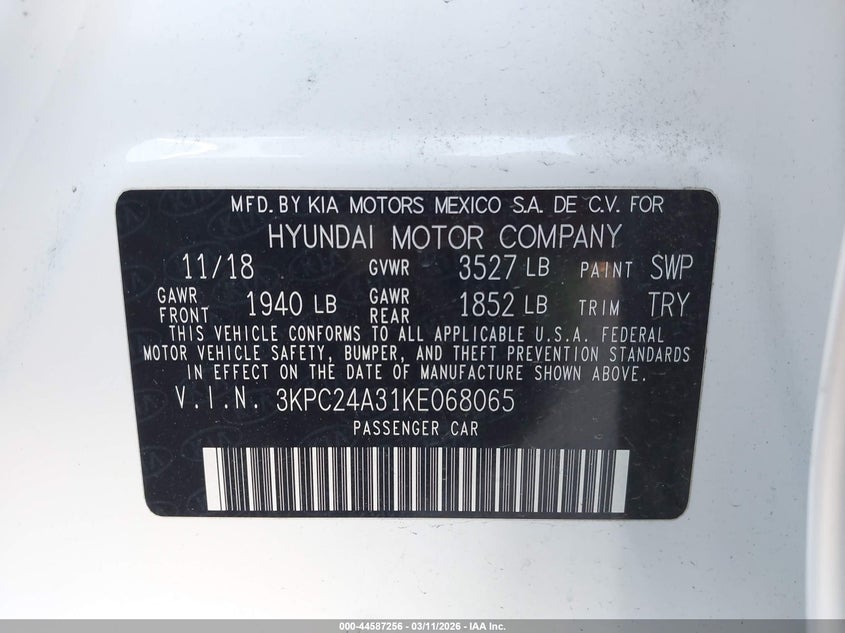 MFD. BY KIA MOTORS MEXICO S.A. DE C.V. FOR
HYUNDAI MOTOR COMPANY
11/18 GVWR 3527 LB PAINT SWP
GAWR FRONT 1940 LB GAWR REAR 1852 LB TRIM TRY
THIS VEHICLE CONFORMS TO ALL APPLICABLE U.S.A. FEDERAL
MOTOR VEHICLE SAFETY, BUMPER, AND THEFT PREVENTION STANDARDS
IN EFFECT ON THE DATE OF MANUFACTURE SHOWN ABOVE.
V.I.N. 3KPC24A31KE068065
PASSENGER CAR
000-44587256 - 03/11/2026 - IAA Inc.